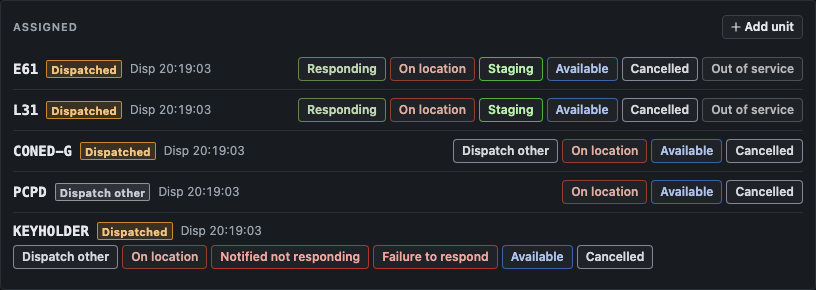 ASSIGNED + Add unit
E61 Dispatched Disp 20:19:03 Responding On location Staging Available Cancelled Out of service
L31 Dispatched Disp 20:19:03 Responding On location Staging Available Cancelled Out of service
CONED-G Dispatched Disp 20:19:03 Dispatch other On location Available Cancelled
PCPD Dispatch other Disp 20:19:03 On location Available Cancelled
KEYHOLDER Dispatched Disp 20:19:03
Dispatch other On location Notified not responding Failure to respond Available Cancelled